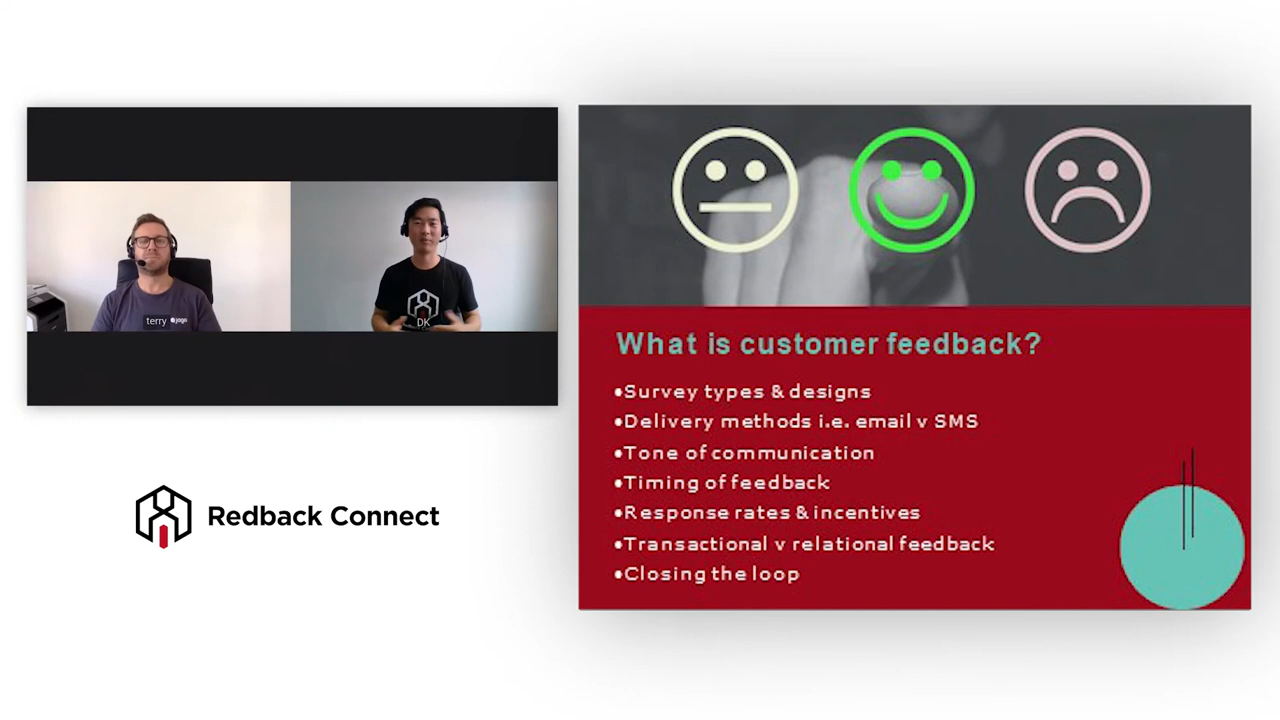 terry
jago
DK
Redback Connect
What is customer feedback?
•Survey types & designs
•Delivery methods i.e. email v SMS
•Tone of communication
•Timing of feedback
•Response rates & incentives
•Transactional v relational feedback
•Closing the loop